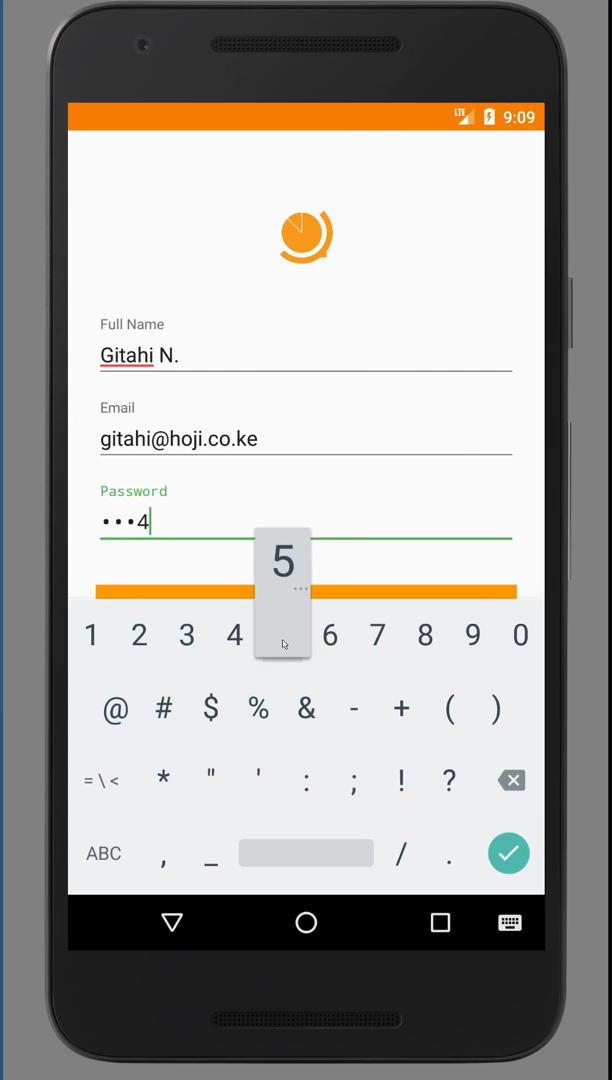 LTE 9:09
Full Name
Gitahi N.
Email
gitahi@hoji.co.ke
Password
•••4
5
1 2 3 4 6 7 8 9 0
@ # $ % & - + ( )
= \ < * " ' : ; ! ?
ABC , _ / .